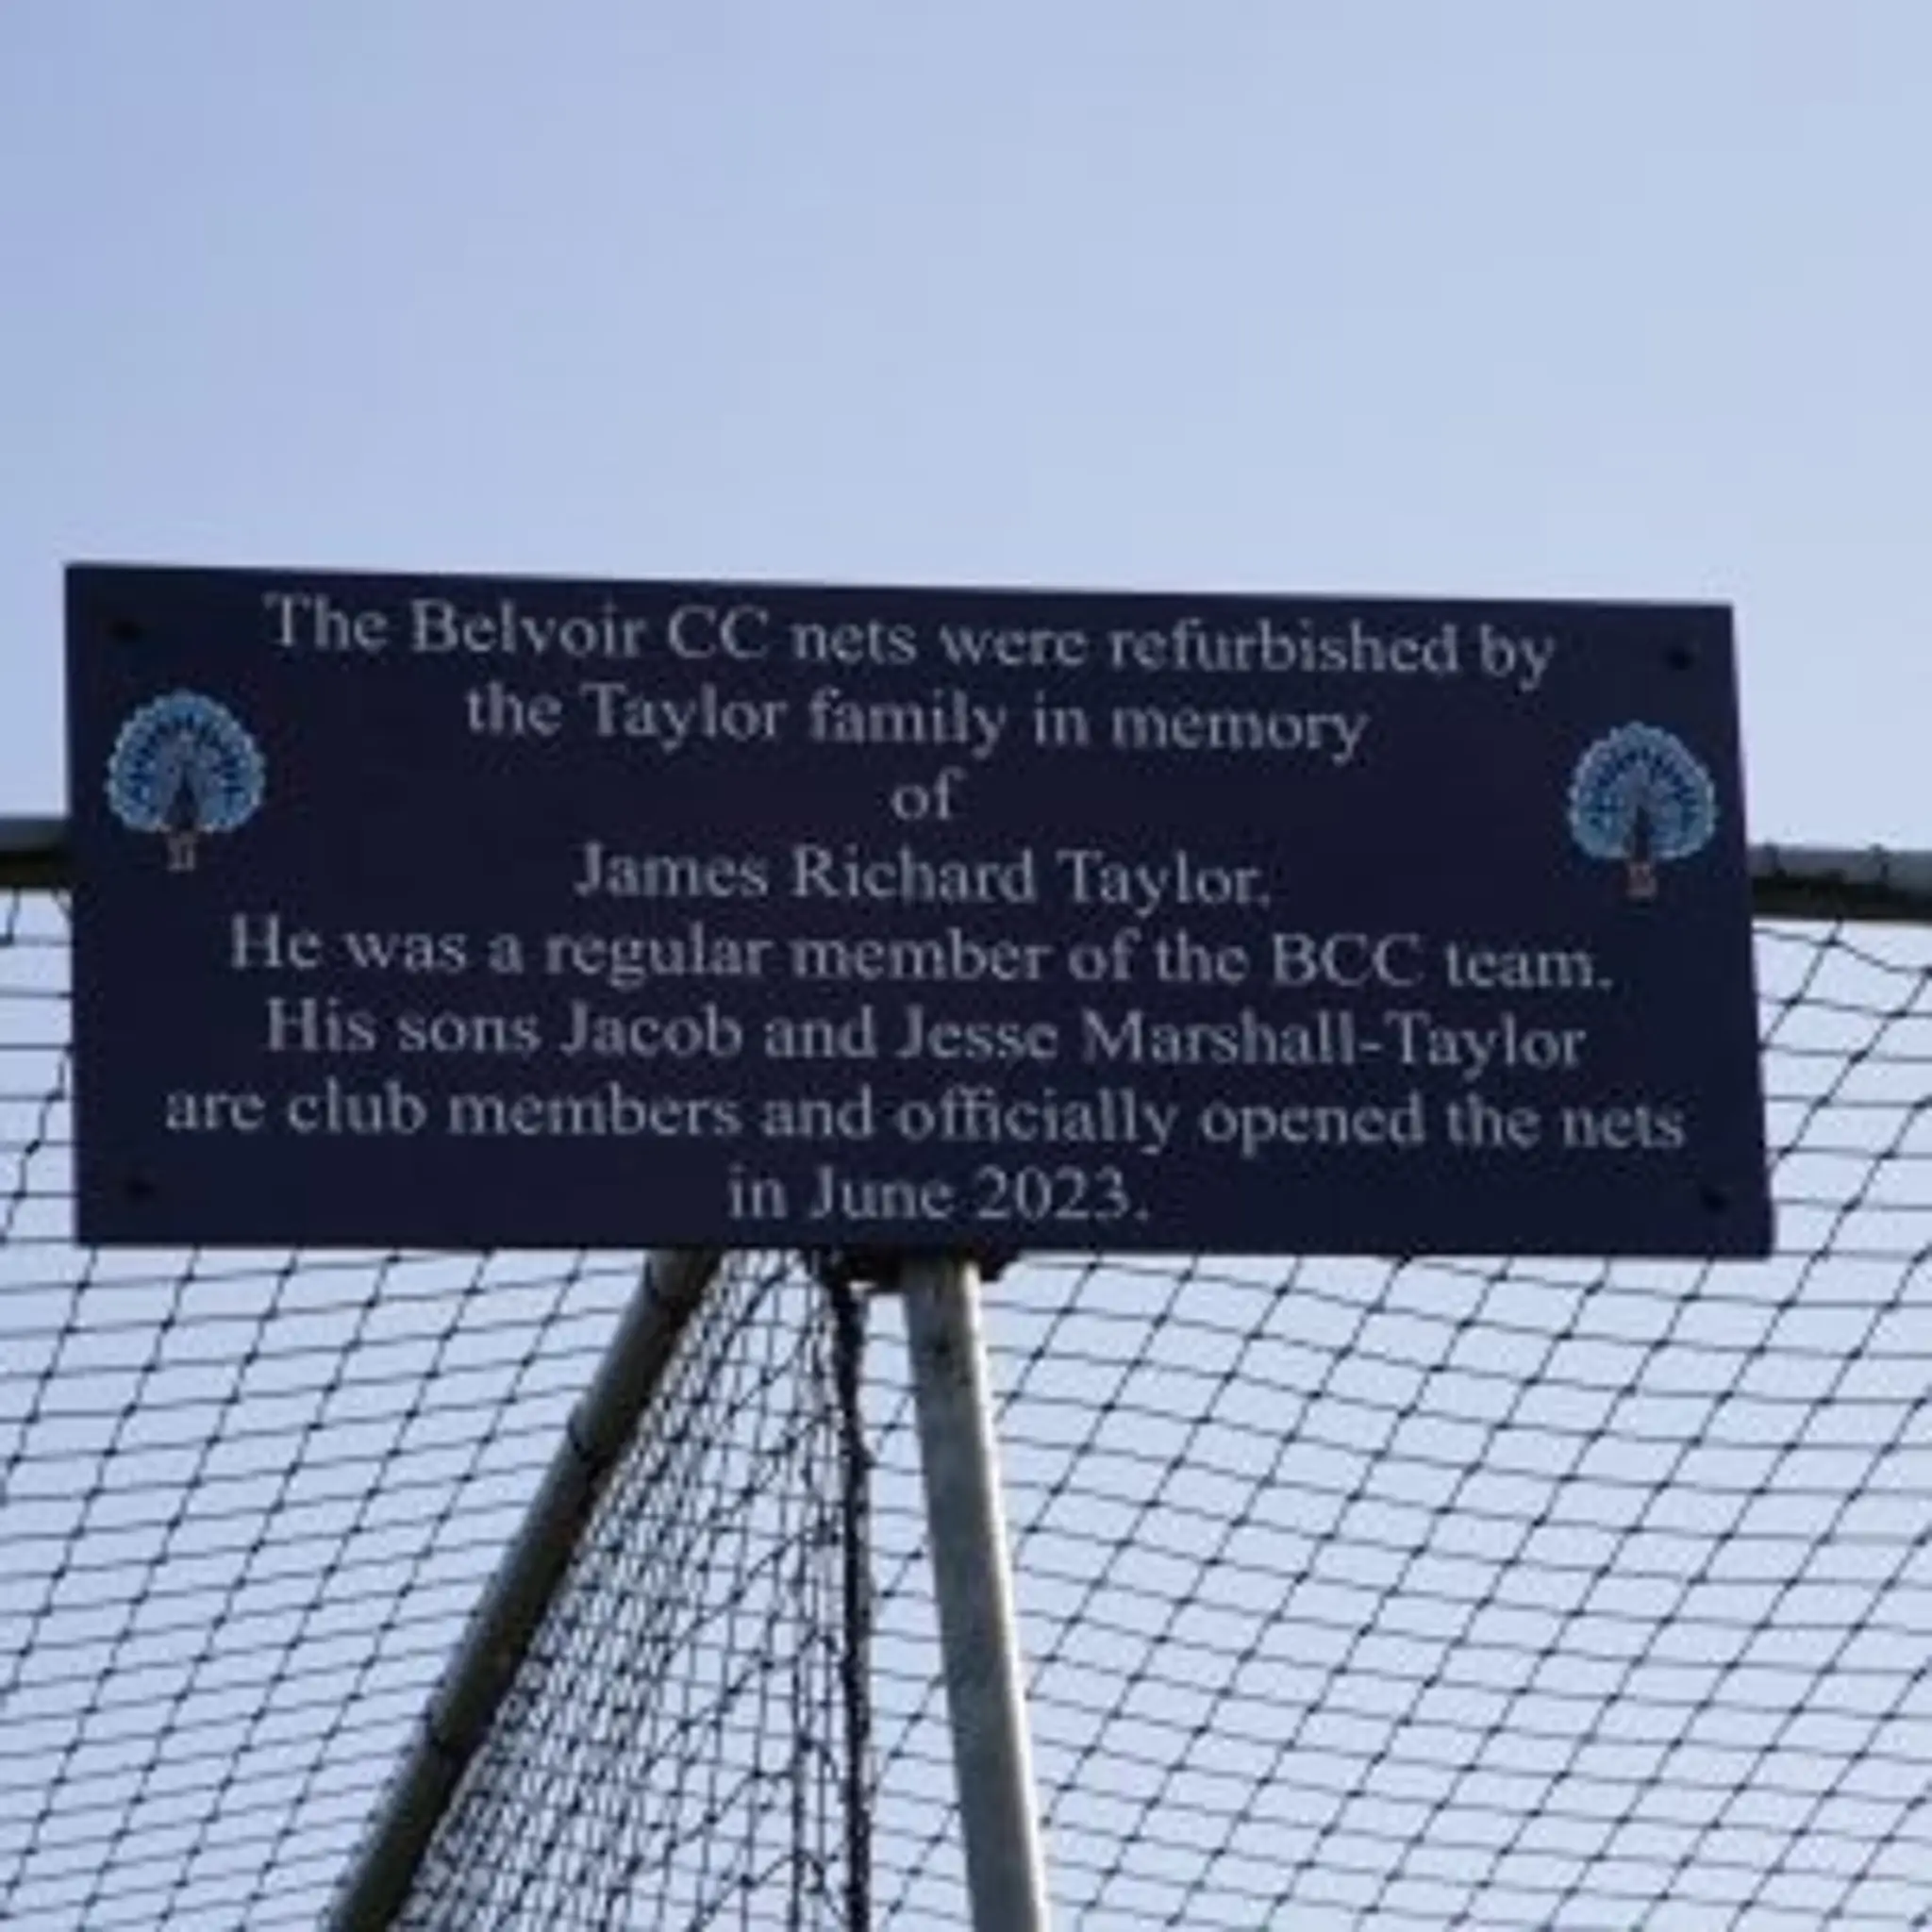 The Belvoir CC nets were refurbished by
the Taylor family in memory
of
James Richard Taylor.
He was a regular member of the BCC team.
His sons Jacob and Jesse Marshall-Taylor
are club members and officially opened the nets
in June 2023.